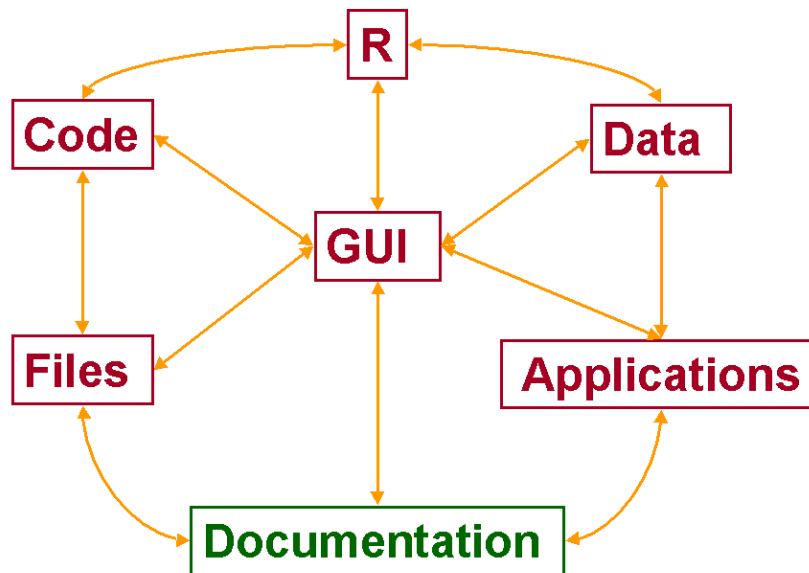 R
Code
Data
GUI
Files
Applications
Documentation